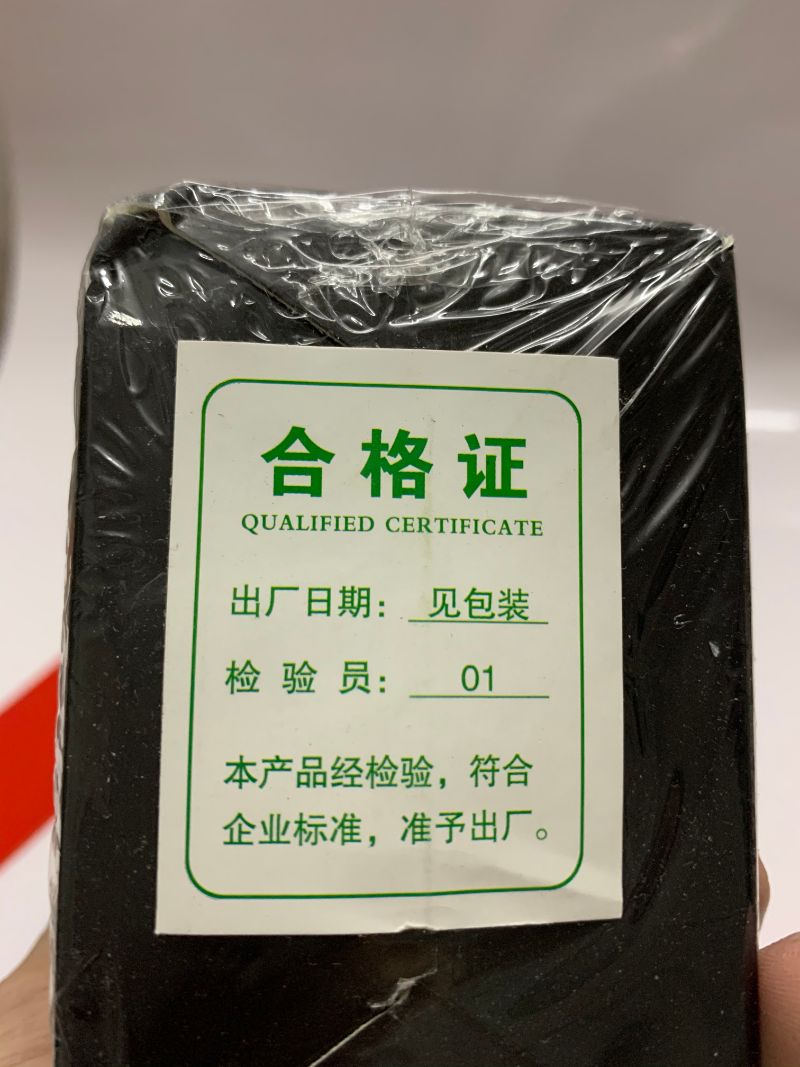 合格证
QUALIFIED CERTIFICATE
出厂日期：见包装
检验员：01
本产品经检验，符合
企业标准，准予出厂。